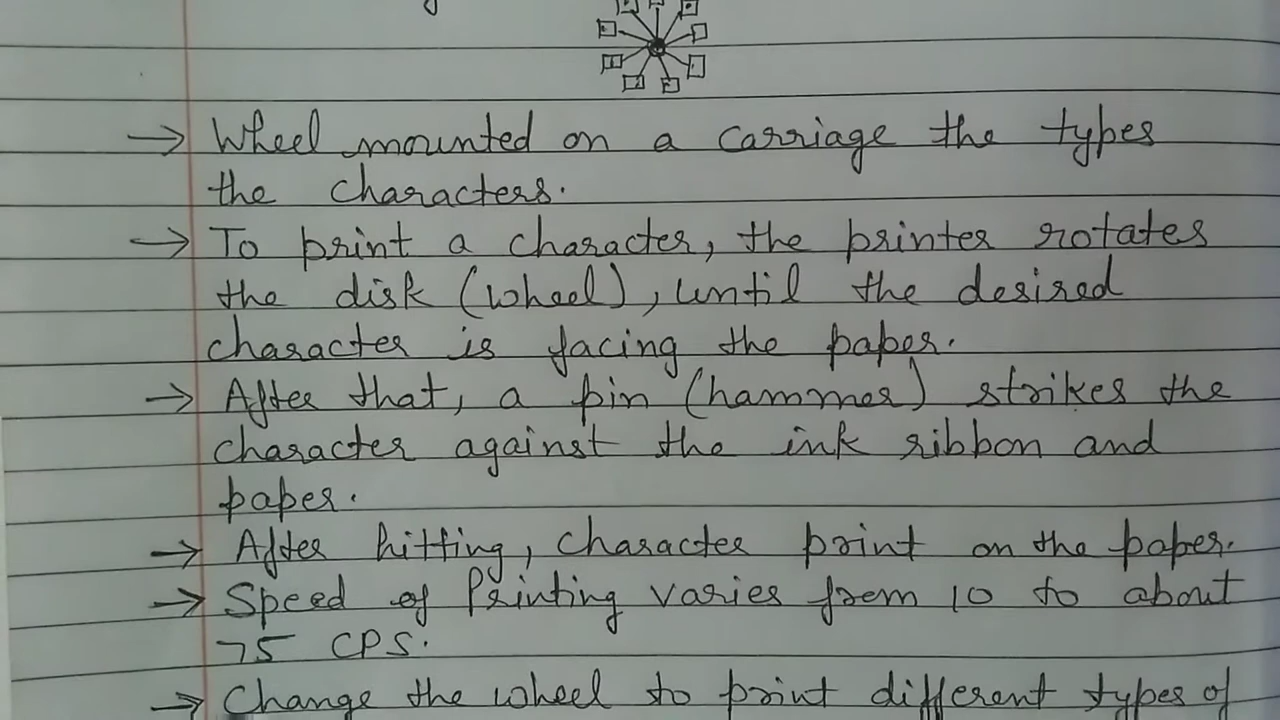 → Wheel mounted on a carriage the types
the characters.
→ To print a character, the printer rotates
the disk (wheel), until the desired
character is facing the paper.
→ After that, a pin (hammer) strikes the
character against the ink ribbon and
paper.
→ After hitting, character print on the paper.
→ Speed of Printing varies from 10 to about
75 CPS.
→ Change the wheel to print different types of